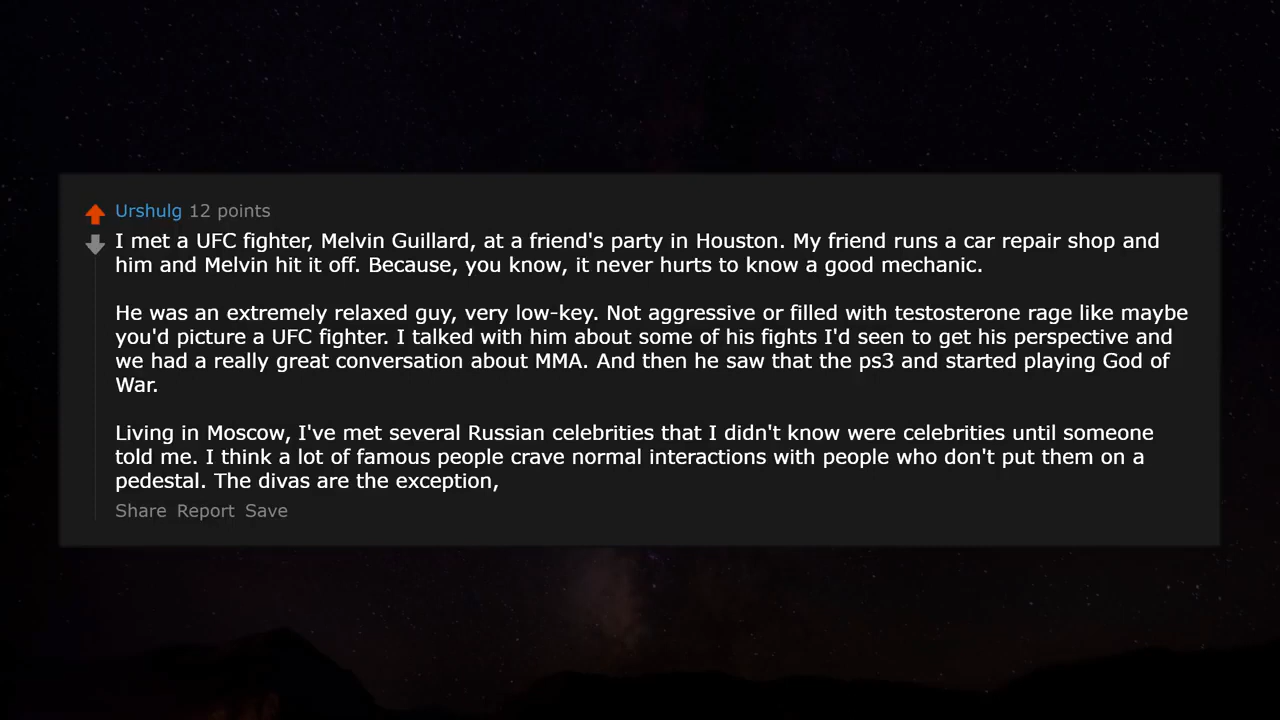 Urshulg 12 points
I met a UFC fighter, Melvin Guillard, at a friend's party in Houston. My friend runs a car repair shop and
him and Melvin hit it off. Because, you know, it never hurts to know a good mechanic.
He was an extremely relaxed guy, very low-key. Not aggressive or filled with testosterone rage like maybe
you'd picture a UFC fighter. I talked with him about some of his fights I'd seen to get his perspective and
we had a really great conversation about MMA. And then he saw that the ps3 and started playing God of
War.
Living in Moscow, I've met several Russian celebrities that I didn't know were celebrities until someone
told me. I think a lot of famous people crave normal interactions with people who don't put them on a
pedestal. The divas are the exception,
Share Report Save